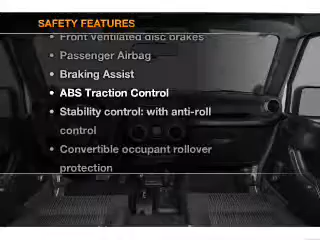 SAFETY FEATURES
• Front Ventilated disc brakes
• Passenger Airbag
• Braking Assist
• ABS Traction Control
• Stability control: with anti-roll
control
• Convertible occupant rollover
protection